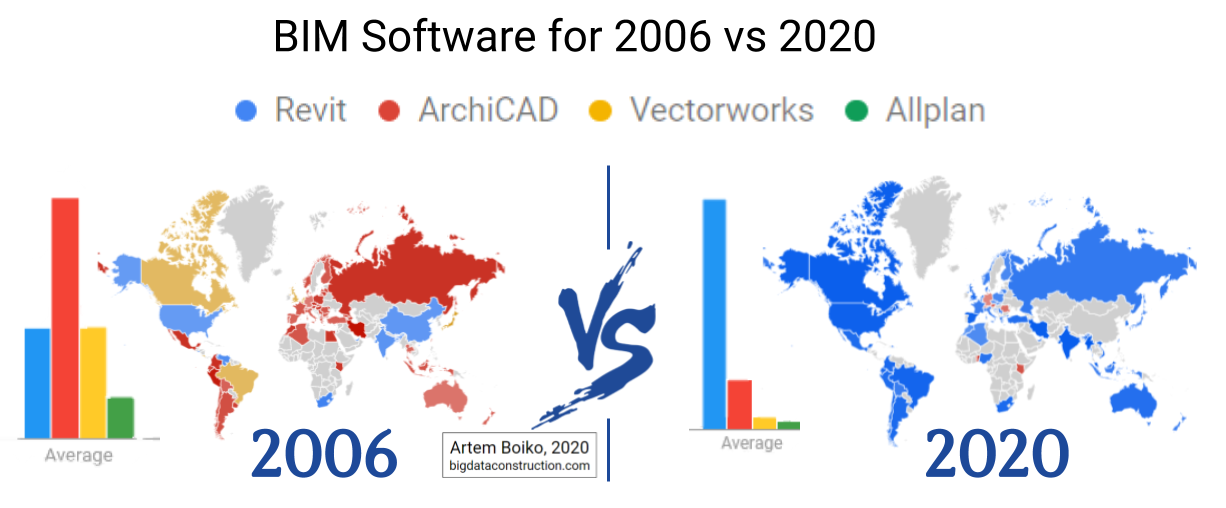 BIM Software for 2006 vs 2020
Revit ArchiCAD Vectorworks Allplan
VS
Average
2006
Artem Boiko, 2020
bigdataconstruction.com
Average
2020